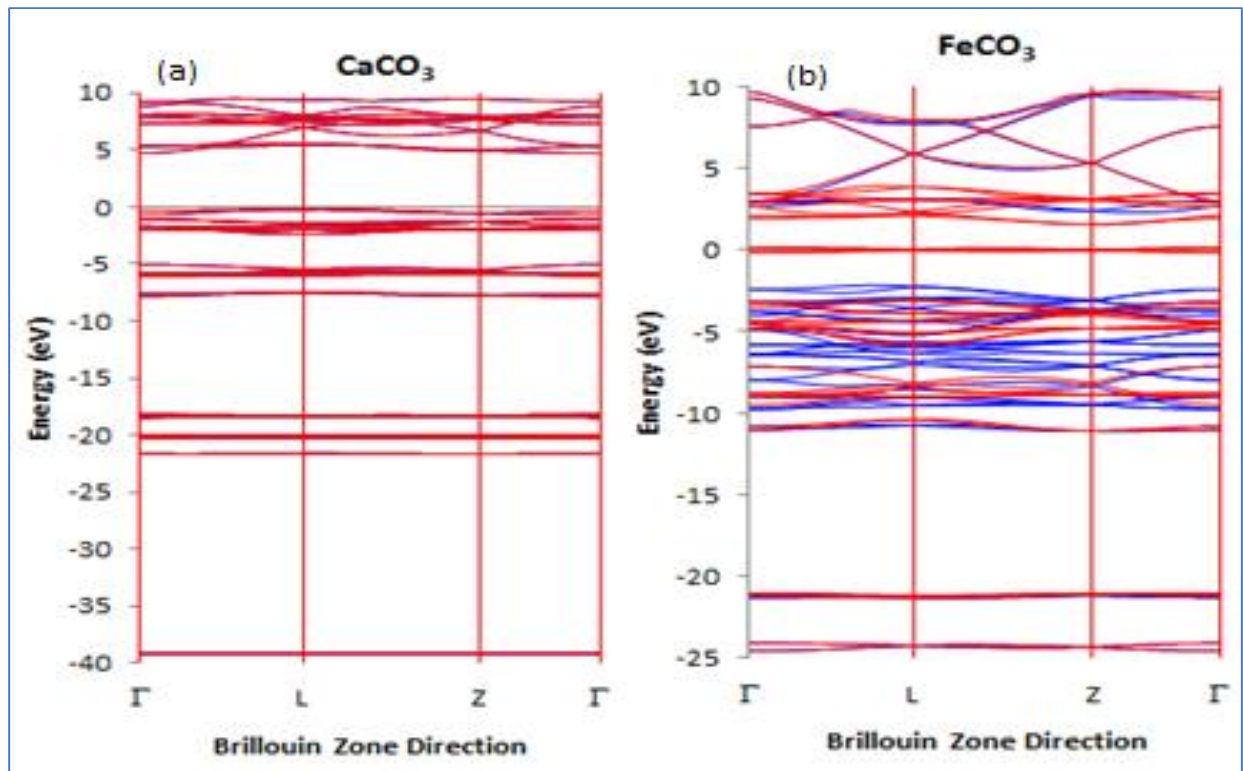 (a)
CaCO₃
10
5
0
-5
-10
-15
-20
-25
-30
-35
-40
Energy (eV)
Γ L Z Γ
Brillouin Zone Direction
(b)
FeCO₃
10
5
0
-5
-10
-15
-20
-25
Energy (eV)
Γ L Z Γ
Brillouin Zone Direction